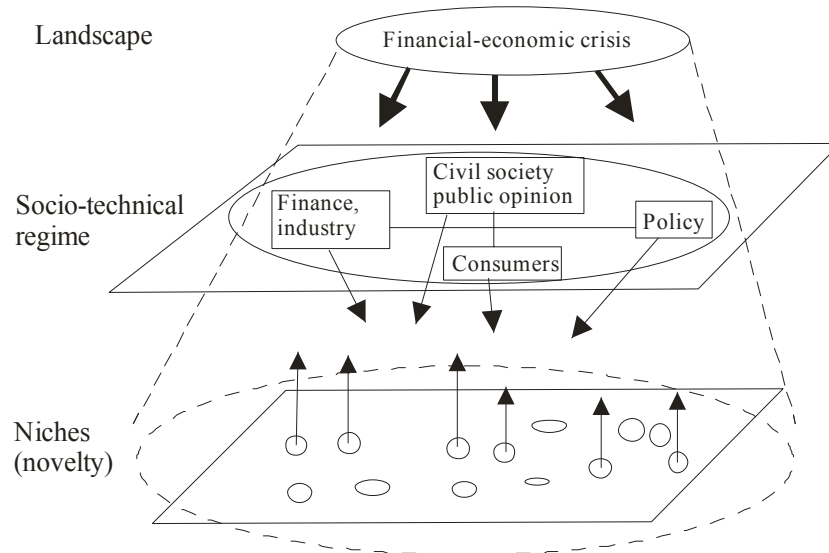 Landscape
Financial-economic crisis
Socio-technical
regime
Finance,
industry
Civil society
public opinion
Policy
Consumers
Niches
(novelty)